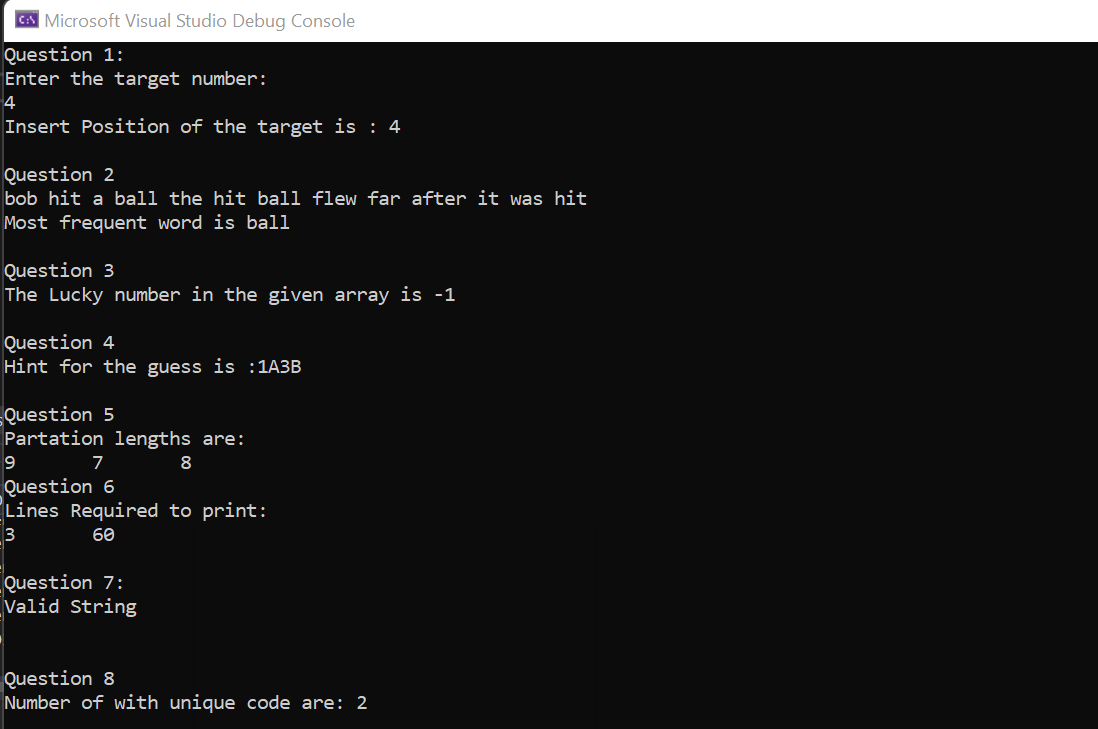 C:\ Microsoft Visual Studio Debug Console
Question 1:
Enter the target number:
4
Insert Position of the target is : 4
Question 2
bob hit a ball the hit ball flew far after it was hit
Most frequent word is ball
Question 3
The Lucky number in the given array is -1
Question 4
Hint for the guess is :1A3B
Question 5
Partation lengths are:
9 7 8
Question 6
Lines Required to print:
3 60
Question 7:
Valid String
Question 8
Number of with unique code are: 2